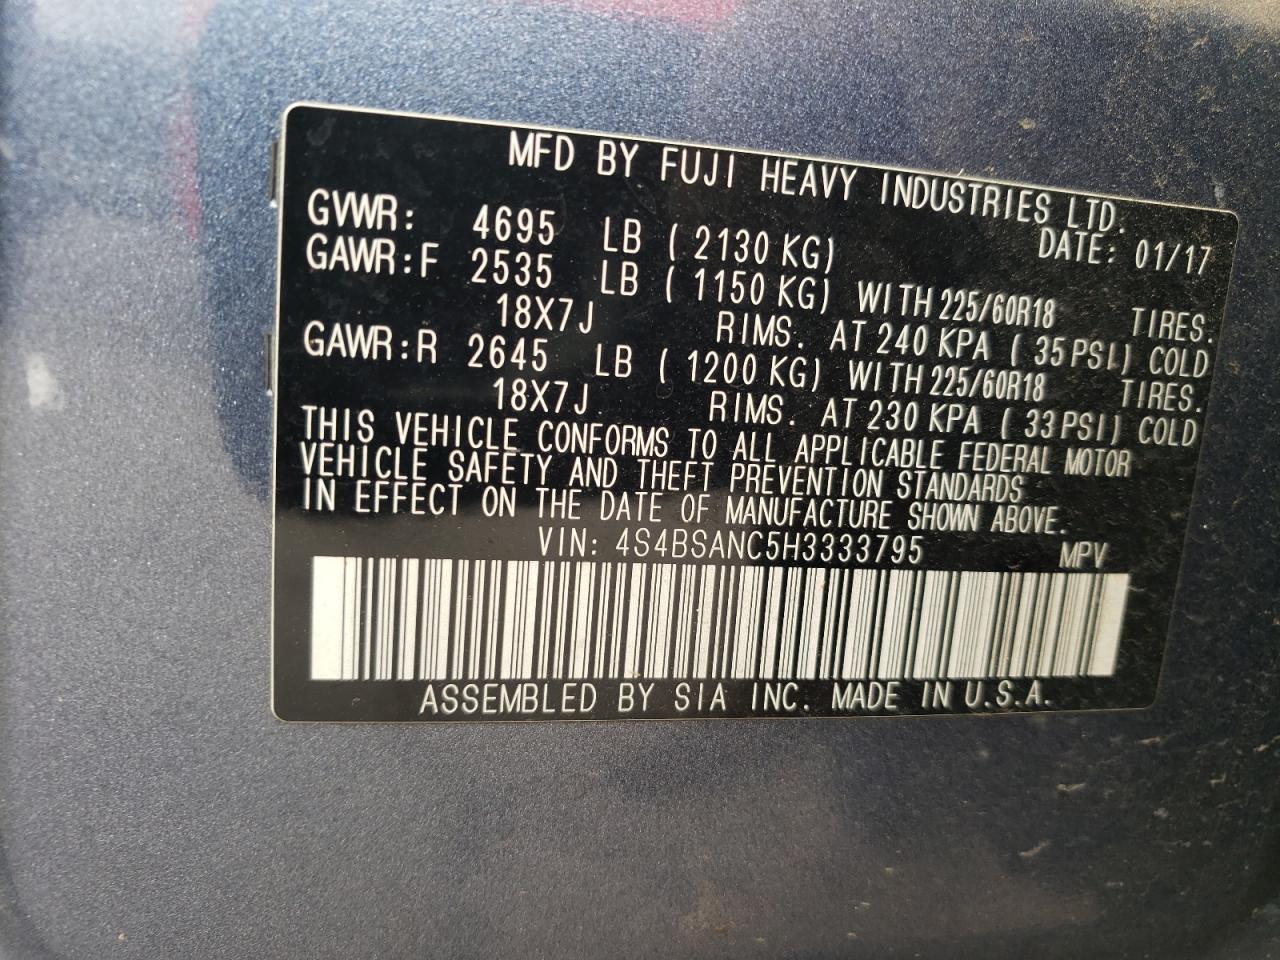 MFD BY FUJI HEAVY INDUSTRIES LTD.
DATE: 01/17
GVWR: 4695 LB ( 2130 KG)
GAWR:F 2535 LB ( 1150 KG) WITH 225/60R18 TIRES.
18X7J RIMS. AT 240 KPA ( 35 PSI) COLD
GAWR:R 2645 LB ( 1200 KG) WITH 225/60R18 TIRES.
18X7J RIMS. AT 230 KPA ( 33 PSI) COLD
THIS VEHICLE CONFORMS TO ALL APPLICABLE FEDERAL MOTOR
VEHICLE SAFETY AND THEFT PREVENTION STANDARDS
IN EFFECT ON THE DATE OF MANUFACTURE SHOWN ABOVE.
VIN: 4S4BSANC5H3333795 MPV
ASSEMBLED BY SIA INC. MADE IN U.S.A.